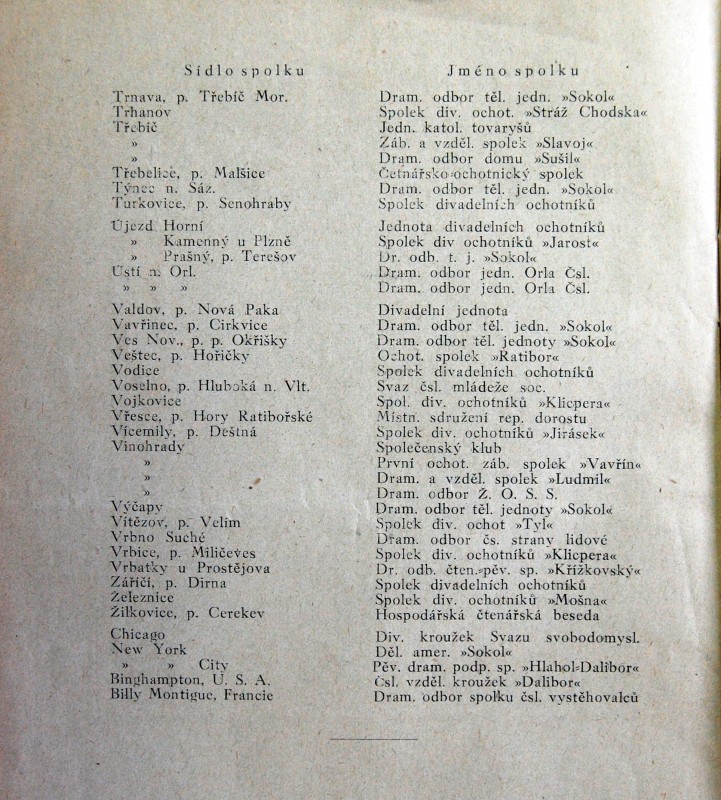 Sídlo spolku Jméno spolku
Trnava, p. Třebíč Mor. Dram. odbor těl. jedn. »Sokol«
Trhanov Spolek div. ochot. »Stráž Chodska«
Třebíč Jedn. katol. tovaryšů
» Záb. a vzděl. spolek »Slavoj«
» Dram. odbor domu »Sušil«
Třebelice, p. Malšice Četnářsko-ochotnický spolek
Týnec n. Sáz. Dram. odbor těl. jedn. »Sokol«
Turkovice, p. Senohraby Spolek divadelních ochotníků
Újezd Horní Jednota divadelních ochotníků
» Kamenný u Plzně Spolek div ochotníků »Jarost«
» Prašný, p. Terešov Dr. odb. t. j. »Sokol«
Ústí n. Orl. Dram. odbor jedn. Orla Čsl.
» » » Dram. odbor jedn. Orla Čsl.
Valdov, p. Nová Paka Divadelní jednota
Vavřinec, p. Cirkvice Dram. odbor těl. jedn. »Sokol«
Ves Nov., p. p. Okřišky Dram. odbor těl. jednoty »Sokol«
Veštec, p. Hořičky Ochot. spolek »Ratibor«
Vodice Spolek divadelních ochotníků
Voselno, p. Hluboká n. Vlt. Svaz čsl. mládeže soc.
Vojkovice Spol. div. ochotníků »Klicpera«
Vřesce, p. Hory Ratibořské Místn. sdružení rep. dorostu
Vícemily, p. Deštná Spolek div. ochotníků »Jirásek«
Vinohrady Společenský klub
» První ochot. záb. spolek »Vavřín«
» Dram. a vzděl. spolek »Ludmil«
» Dram. odbor Ž. O. S. S.
Výčapy Dram. odbor těl. jednoty »Sokol«
Vítězov, p. Velim Spolek div. ochot »Tyl«
Vrbno Suché Dram. odbor čs. strany lidové
Vrbice, p. Miličeves Spolek div. ochotníků »Klicpera«
Vrbatky u Prostějova Dr. odb. čten.-pěv. sp. »Křížkovský«
Záříčí, p. Dirna Spolek divadelních ochotníků
Železnice Spolek div. ochotníků »Mošna«
Žilkovice, p. Cerekev Hospodářská čtenářská beseda
Chicago Div. kroužek Svazu svobodomysl.
New York Děl. amer. »Sokol«
» » City Pěv. dram. podp. sp. »Hlahol-Dalibor«
Binghampton, U. S. A. Čsl. vzděl. kroužek »Dalibor«
Billy Montigue, Francie Dram. odbor spolku čsl. vystěhovalců